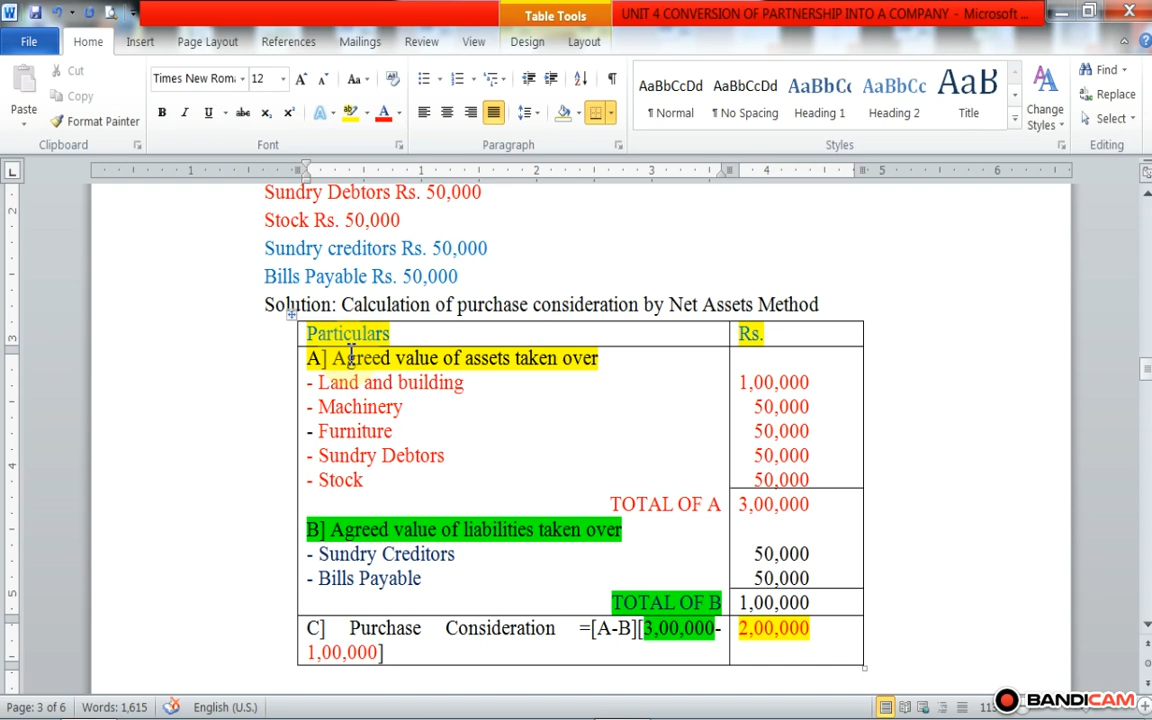 Table Tools
UNIT 4 CONVERSION OF PARTNERSHIP INTO A COMPANY - Microsoft ...
File Home Insert Page Layout References Mailings Review View Design Layout
Paste
Cut
Copy
Format Painter
Clipboard
Times New Rom 12
Font
Paragraph
AaBbCcDd AaBbCcDd AaBbCc AaBbCc AaB
¶ Normal ¶ No Spacing Heading 1 Heading 2 Title
Change Styles
Styles
Find
Replace
Select
Editing
1 1 2 3 4 5 6
Sundry Debtors Rs. 50,000
Stock Rs. 50,000
Sundry creditors Rs. 50,000
Bills Payable Rs. 50,000
Solution: Calculation of purchase consideration by Net Assets Method
Particulars Rs.
A] Agreed value of assets taken over
- Land and building 1,00,000
- Machinery 50,000
- Furniture 50,000
- Sundry Debtors 50,000
- Stock 50,000
TOTAL OF A 3,00,000
B] Agreed value of liabilities taken over
- Sundry Creditors 50,000
- Bills Payable 50,000
TOTAL OF B 1,00,000
C] Purchase Consideration =[A-B][3,00,000- 2,00,000
1,00,000]
Page: 3 of 6 Words: 1,615 English (U.S.)
BANDICAM